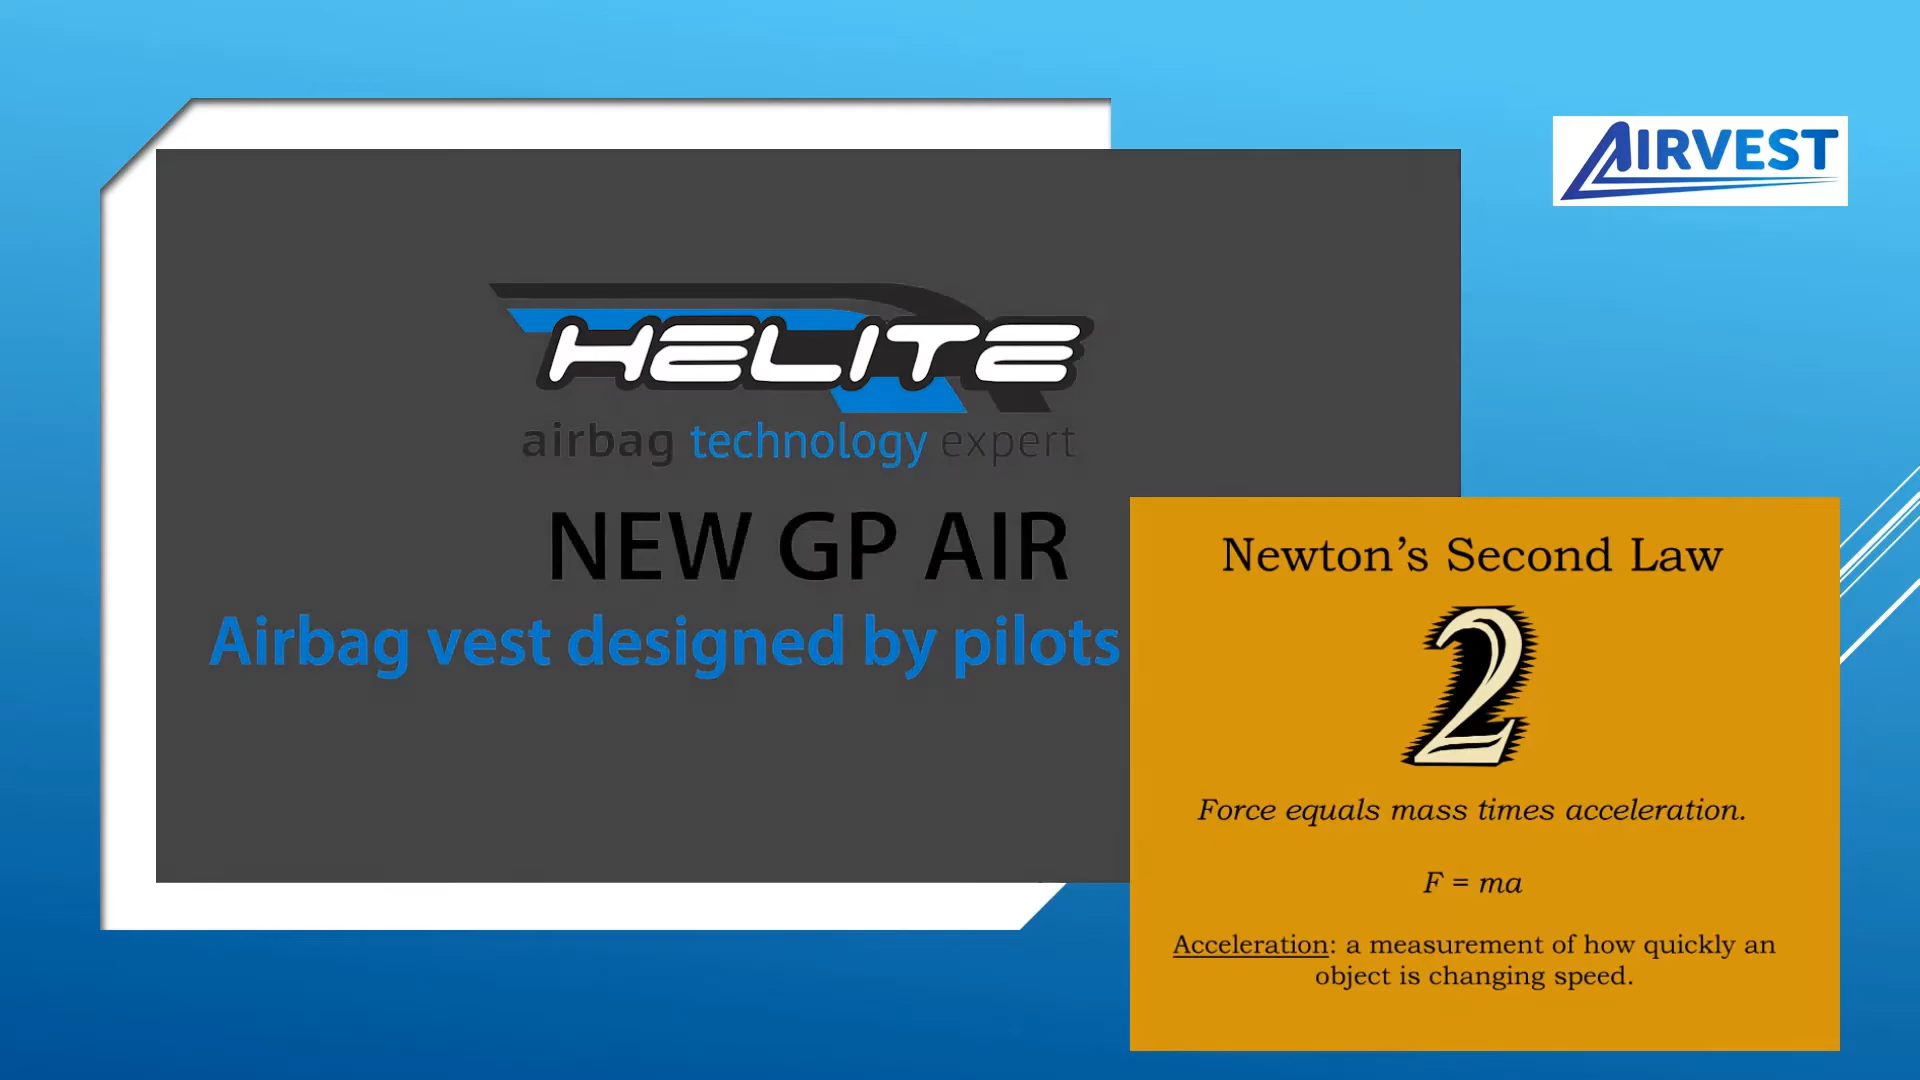 AIRVEST
HELITE
airbag technology expert
NEW GP AIR
Airbag vest designed by pilots
Newton’s Second Law
2
Force equals mass times acceleration.
F = ma
Acceleration: a measurement of how quickly an
object is changing speed.